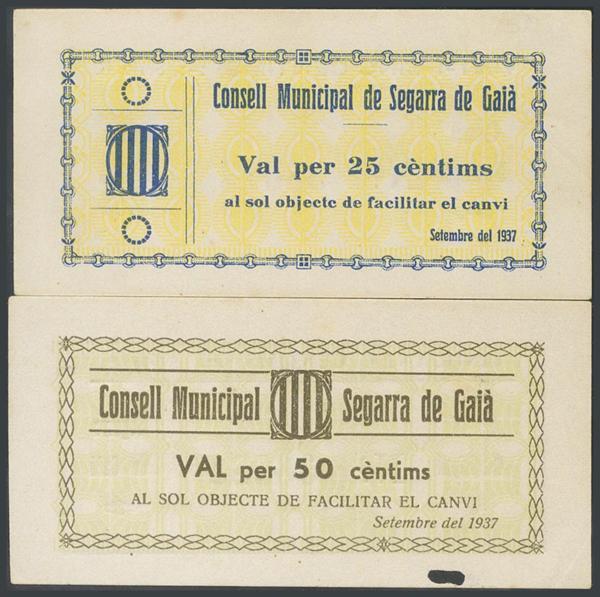 Consell Municipal de Segarra de Gaià
Val per 25 cèntims
al sol objecte de facilitar el canvi
Setembre del 1937
Consell Municipal Segarra de Gaià
VAL per 50 cèntims
AL SOL OBJECTE DE FACILITAR EL CANVI
Setembre del 1937